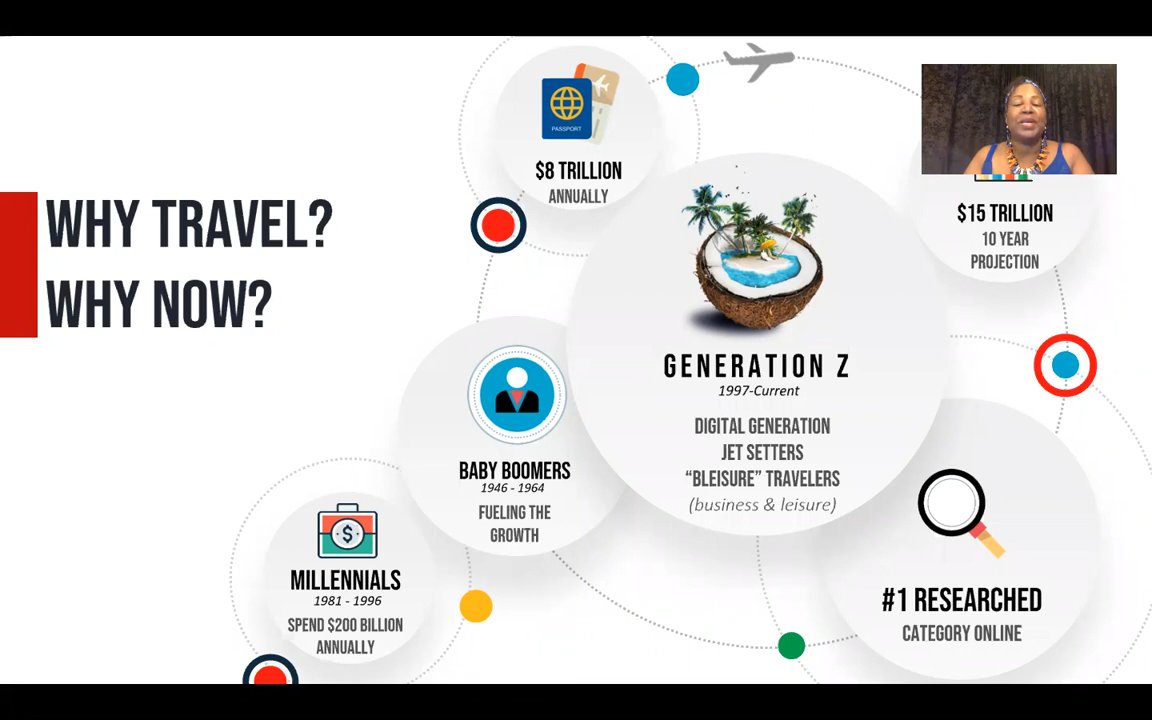 WHY TRAVEL?
WHY NOW?
PASSPORT
$8 TRILLION
ANNUALLY
$15 TRILLION
10 YEAR
PROJECTION
GENERATION Z
1997-Current
DIGITAL GENERATION
JET SETTERS
“BLEISURE” TRAVELERS
(business & leisure)
BABY BOOMERS
1946 - 1964
FUELING THE
GROWTH
MILLENNIALS
1981 - 1996
SPEND $200 BILLION
ANNUALLY
$
#1 RESEARCHED
CATEGORY ONLINE